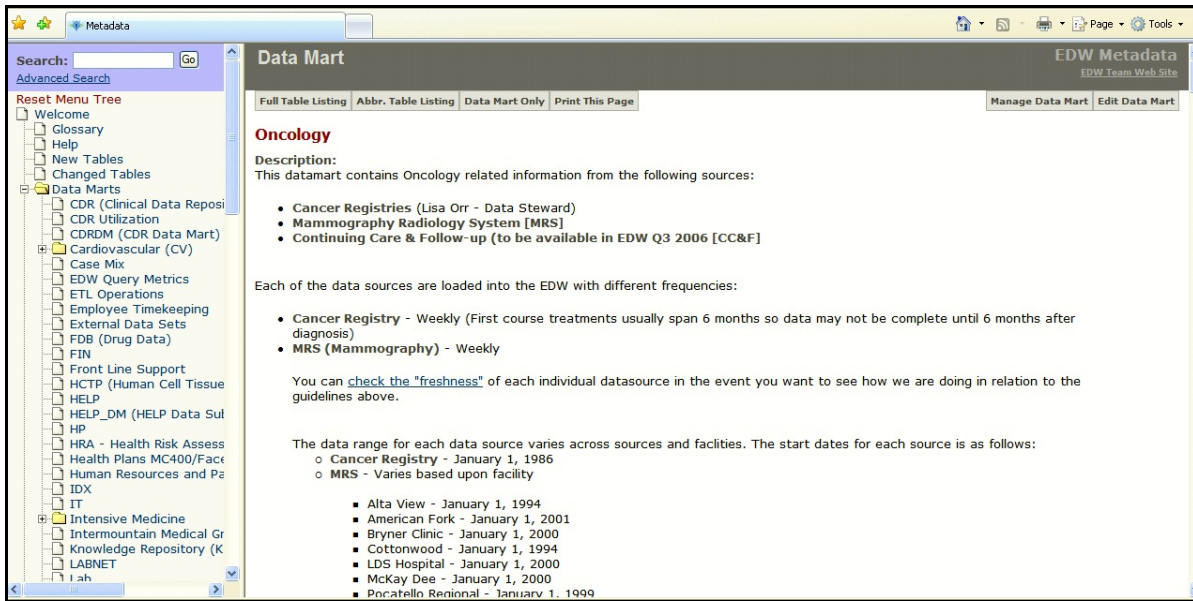 Metadata
Page
Tools
Search:
Go
Advanced Search
Reset Menu Tree
Welcome
Glossary
Help
New Tables
Changed Tables
Data Marts
CDR (Clinical Data Reposi
CDR Utilization
CDRDM (CDR Data Mart)
Cardiovascular (CV)
Case Mix
EDW Query Metrics
ETL Operations
Employee Timekeeping
External Data Sets
FDB (Drug Data)
FIN
Front Line Support
HCTP (Human Cell Tissue
HELP
HELP_DM (HELP Data Sul
HP
HRA - Health Risk Assess
Health Plans MC400/Face
Human Resources and Pa
IDX
IT
Intensive Medicine
Intermountain Medical Gr
Knowledge Repository (K
LABNET
Lab
Data Mart
EDW Metadata
EDW Team Web Site
Full Table Listing Abbr. Table Listing Data Mart Only Print This Page
Manage Data Mart Edit Data Mart
Oncology
Description:
This datamart contains Oncology related information from the following sources:
Cancer Registries (Lisa Orr - Data Steward)
Mammography Radiology System [MRS]
Continuing Care & Follow-up (to be available in EDW Q3 2006 [CC&F]
Each of the data sources are loaded into the EDW with different frequencies:
Cancer Registry - Weekly (First course treatments usually span 6 months so data may not be complete until 6 months after
diagnosis)
MRS (Mammography) - Weekly
You can check the "freshness" of each individual datasource in the event you want to see how we are doing in relation to the
guidelines above.
The data range for each data source varies across sources and faclities. The start dates for each source is as follows:
Cancer Registry - January 1, 1986
MRS - Varies based upon facility
Alta View - January 1, 1994
American Fork - January 1, 2001
Bryner Clinic - January 1, 2000
Cottonwood - January 1, 1994
LDS Hospital - January 1, 2000
McKay Dee - January 1, 2000
Pocatello Regional - January 1, 1999